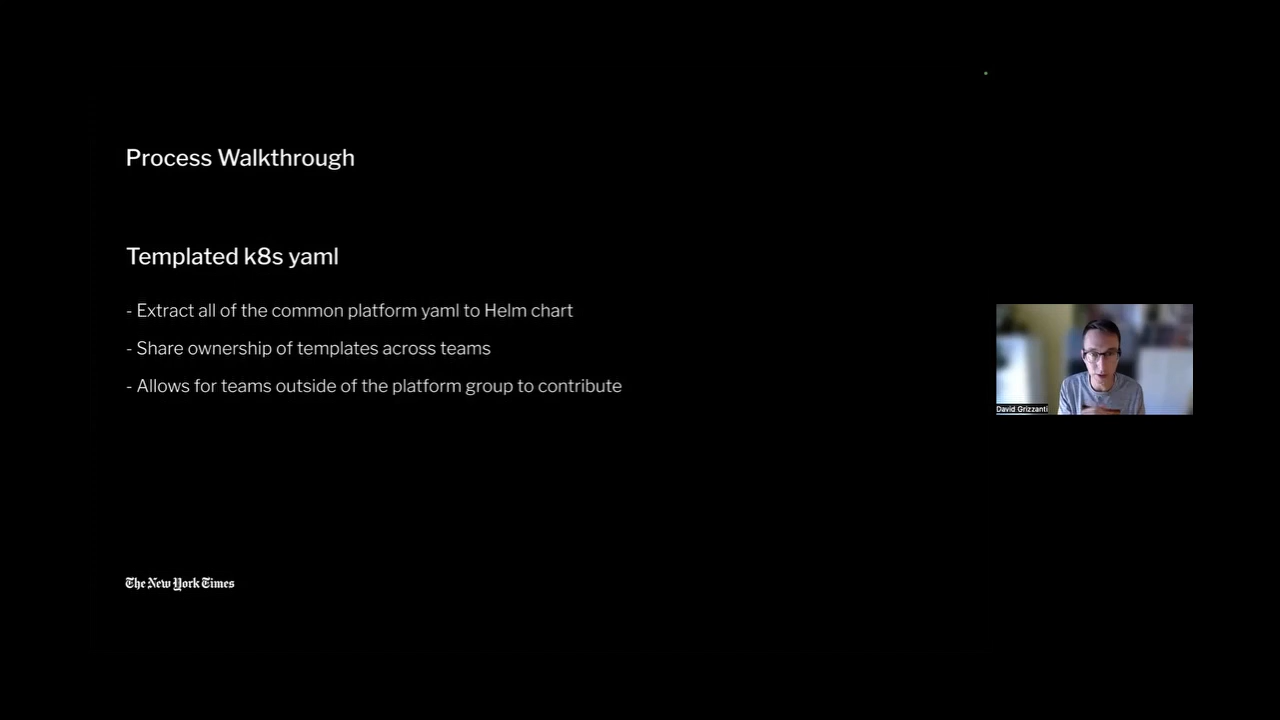 Process Walkthrough
Templated k8s yaml
- Extract all of the common platform yaml to Helm chart
- Share ownership of templates across teams
- Allows for teams outside of the platform group to contribute
David Grizzanti
The New York Times